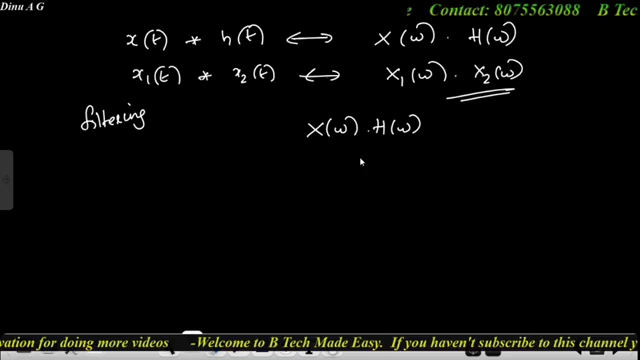 Dinu A G
Contact: 8075563088 B Tec
x(t) * h(t) ⟷ X(ω) . H(ω)
x₁(t) * x₂(t) ⟷ X₁(ω) . X₂(ω)
filtering X(ω) . H(ω)
vation for doing more videos -Welcome to B Tech Made Easy. If you haven't subscribe to this channel y